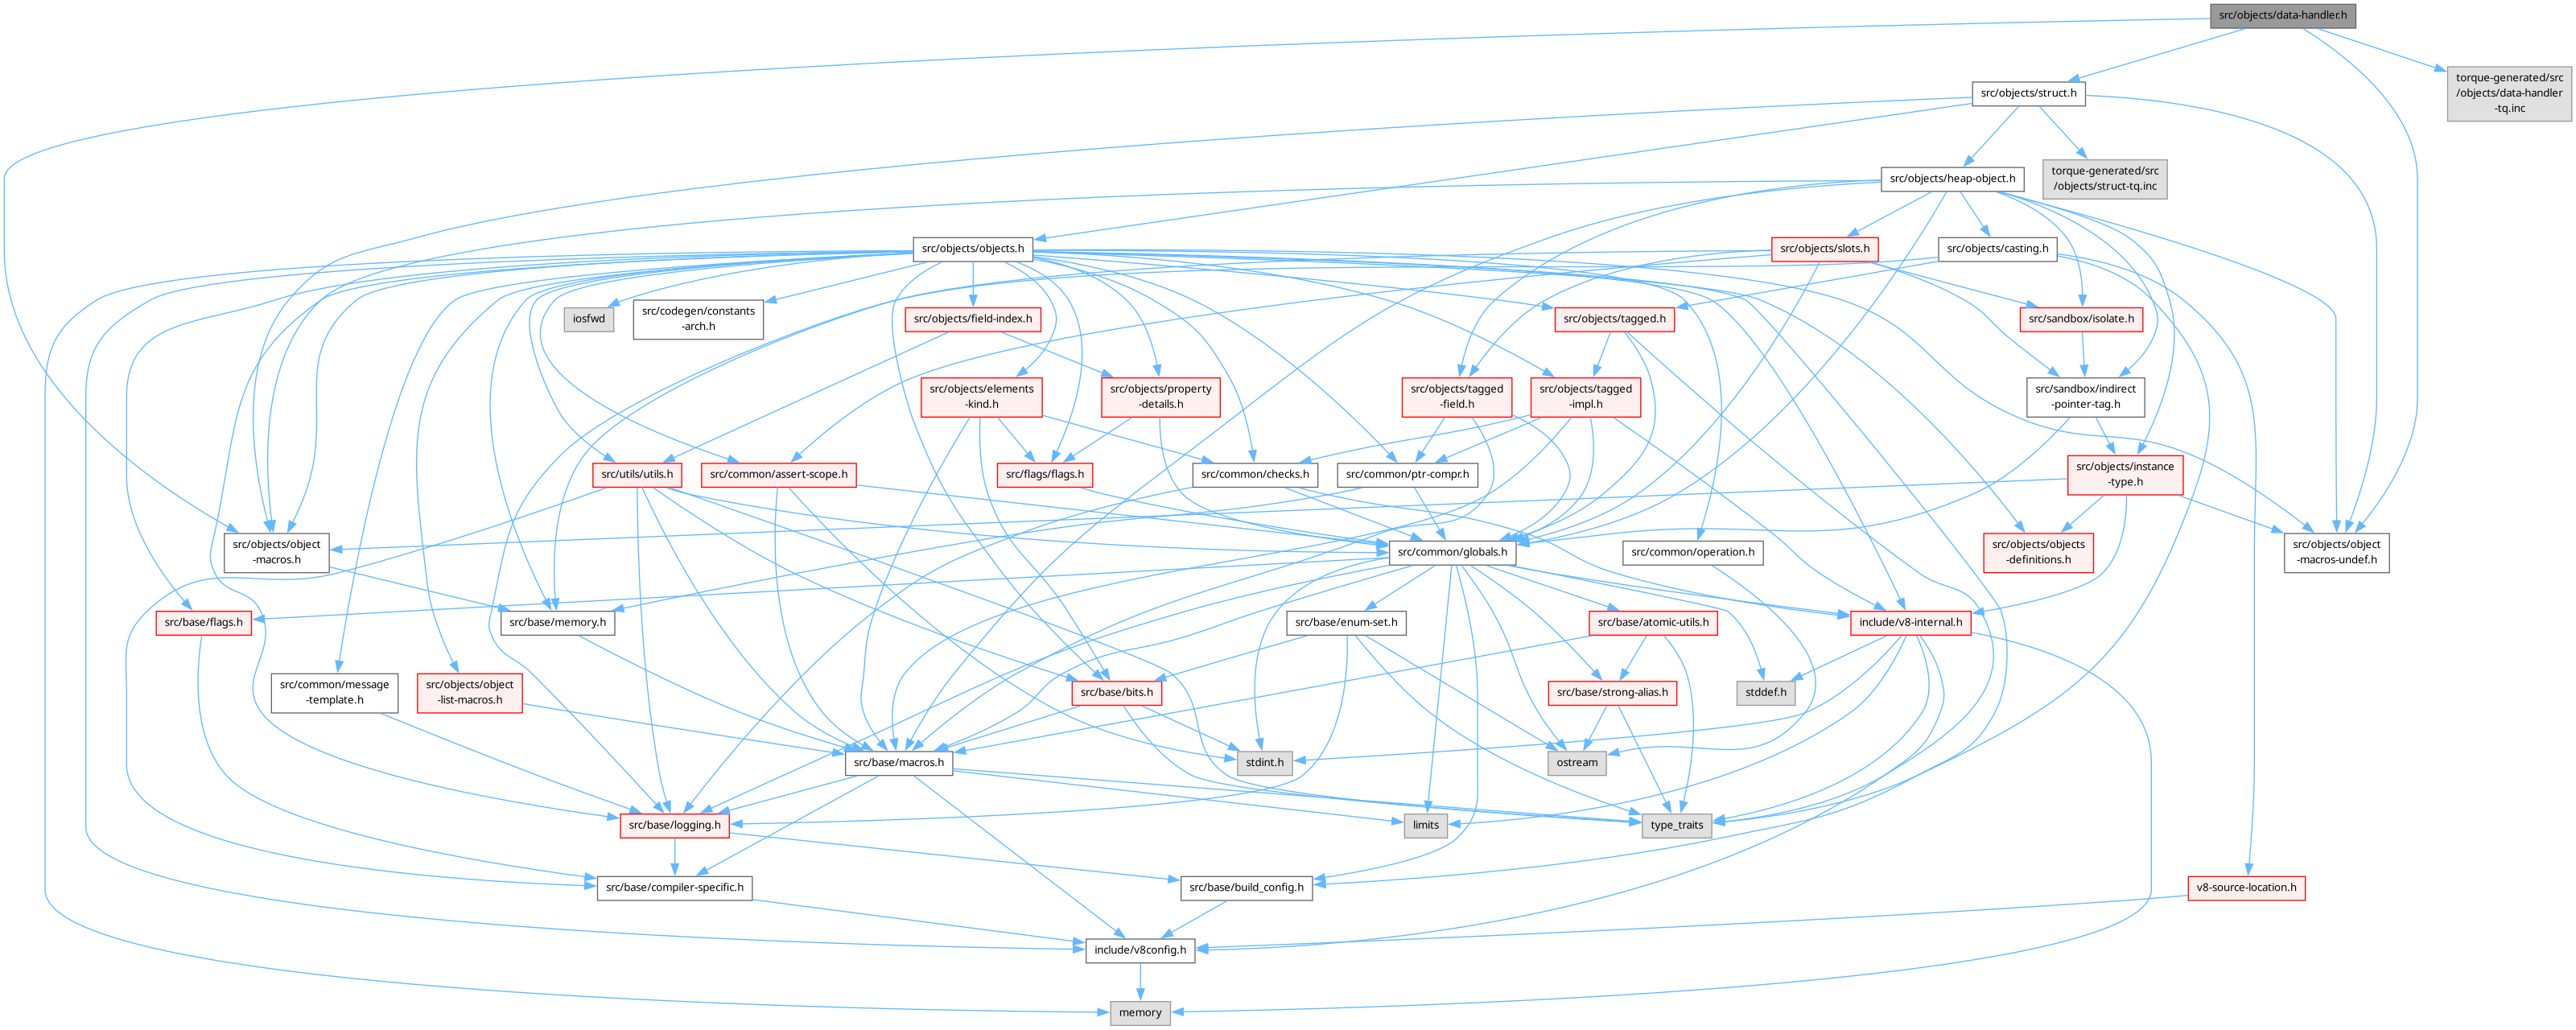 src/objects/data-handler.h
src/objects/struct.h
torque-generated/src
/objects/data-handler
-tq.inc
src/objects/heap-object.h
torque-generated/src
/objects/struct-tq.inc
src/objects/objects.h
src/objects/slots.h
src/objects/casting.h
iosfwd
src/codegen/constants
-arch.h
src/objects/field-index.h
src/objects/tagged.h
src/sandbox/isolate.h
src/objects/elements
-kind.h
src/objects/property
-details.h
src/objects/tagged
-field.h
src/objects/tagged
-impl.h
src/sandbox/indirect
-pointer-tag.h
src/utils/utils.h
src/common/assert-scope.h
src/flags/flags.h
src/common/checks.h
src/common/ptr-compr.h
src/objects/instance
-type.h
src/objects/object
-macros.h
src/common/globals.h
src/common/operation.h
src/objects/objects
-definitions.h
src/objects/object
-macros-undef.h
src/base/flags.h
src/base/memory.h
src/base/enum-set.h
src/base/atomic-utils.h
include/v8-internal.h
src/common/message
-template.h
src/objects/object
-list-macros.h
src/base/bits.h
src/base/strong-alias.h
stddef.h
src/base/macros.h
stdint.h
ostream
src/base/logging.h
limits
type_traits
src/base/compiler-specific.h
src/base/build_config.h
v8-source-location.h
include/v8config.h
memory